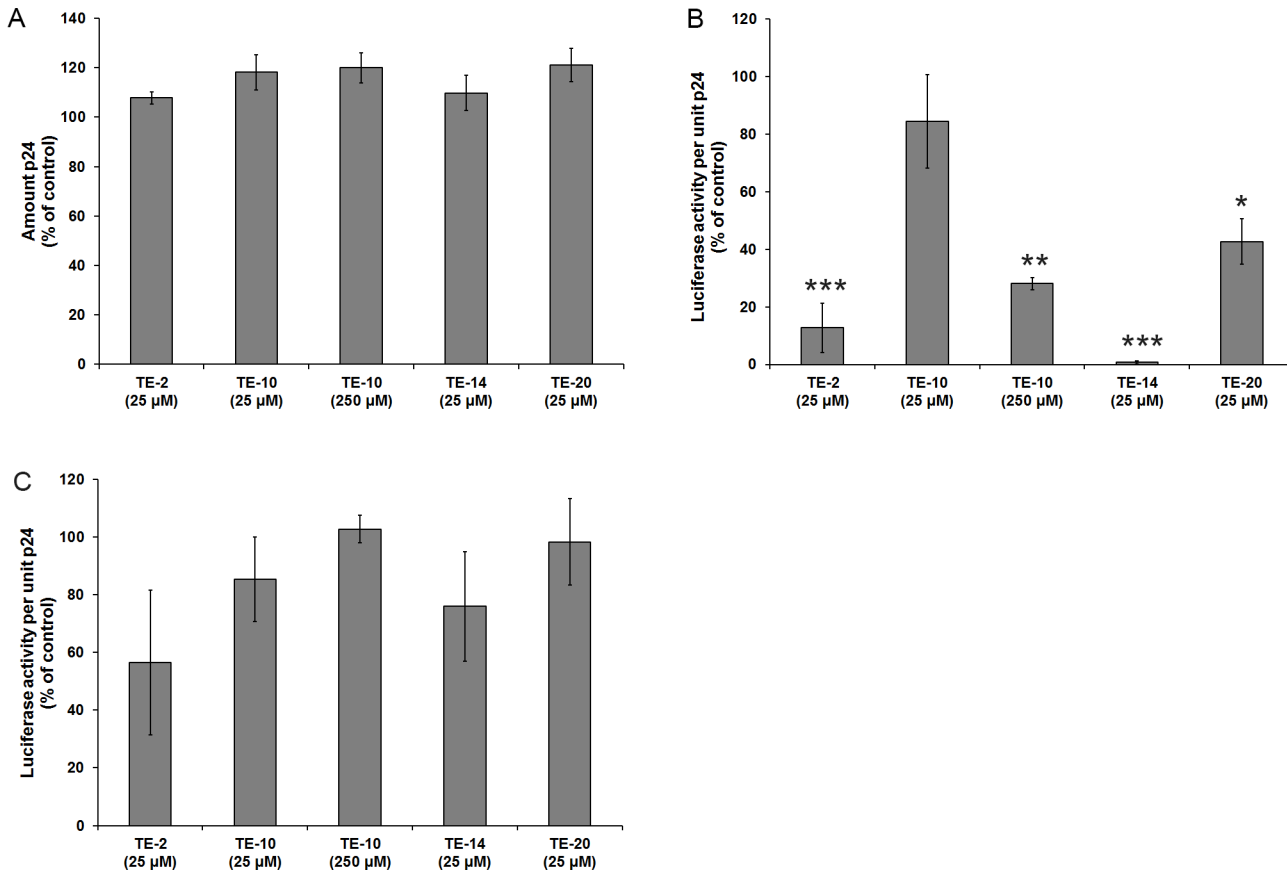 A
140
120
100
80
60
40
20
0
Amount p24
(% of control)
TE-2
(25 µM)
TE-10
(25 µM)
TE-10
(250 µM)
TE-14
(25 µM)
TE-20
(25 µM)
B
120
100
80
60
40
20
0
Luciferase activity per unit p24
(% of control)
***
**
***
*
TE-2
(25 µM)
TE-10
(25 µM)
TE-10
(250 µM)
TE-14
(25 µM)
TE-20
(25 µM)
C
120
100
80
60
40
20
0
Luciferase activity per unit p24
(% of control)
TE-2
(25 µM)
TE-10
(25 µM)
TE-10
(250 µM)
TE-14
(25 µM)
TE-20
(25 µM)